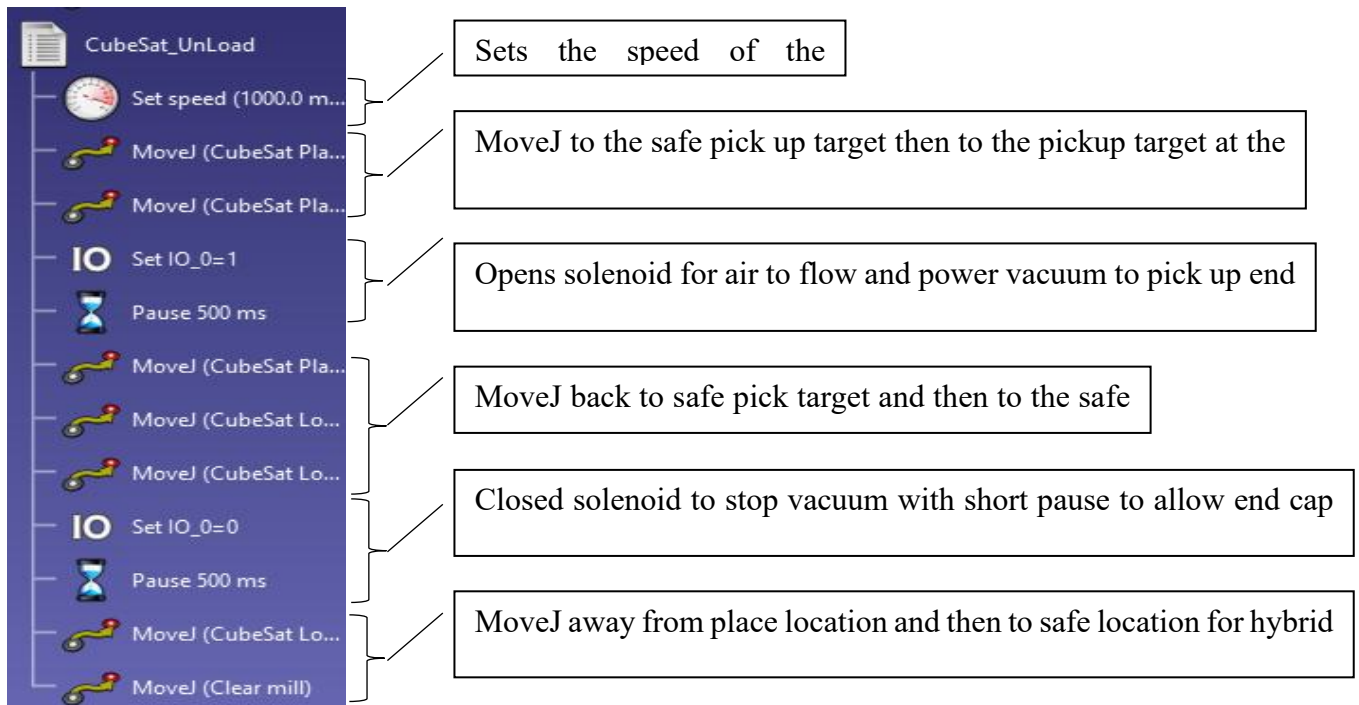 CubeSat_UnLoad
Set speed (1000.0 m...
MoveJ (CubeSat Pla...
MoveJ (CubeSat Pla...
IO Set IO_0=1
Pause 500 ms
MoveJ (CubeSat Pla...
MoveJ (CubeSat Lo...
MoveJ (CubeSat Lo...
IO Set IO_0=0
Pause 500 ms
MoveJ (CubeSat Lo...
MoveJ (Clear mill)
Sets the speed of the
MoveJ to the safe pick up target then to the pickup target at the
Opens solenoid for air to flow and power vacuum to pick up end
MoveJ back to safe pick target and then to the safe
Closed solenoid to stop vacuum with short pause to allow end cap
MoveJ away from place location and then to safe location for hybrid